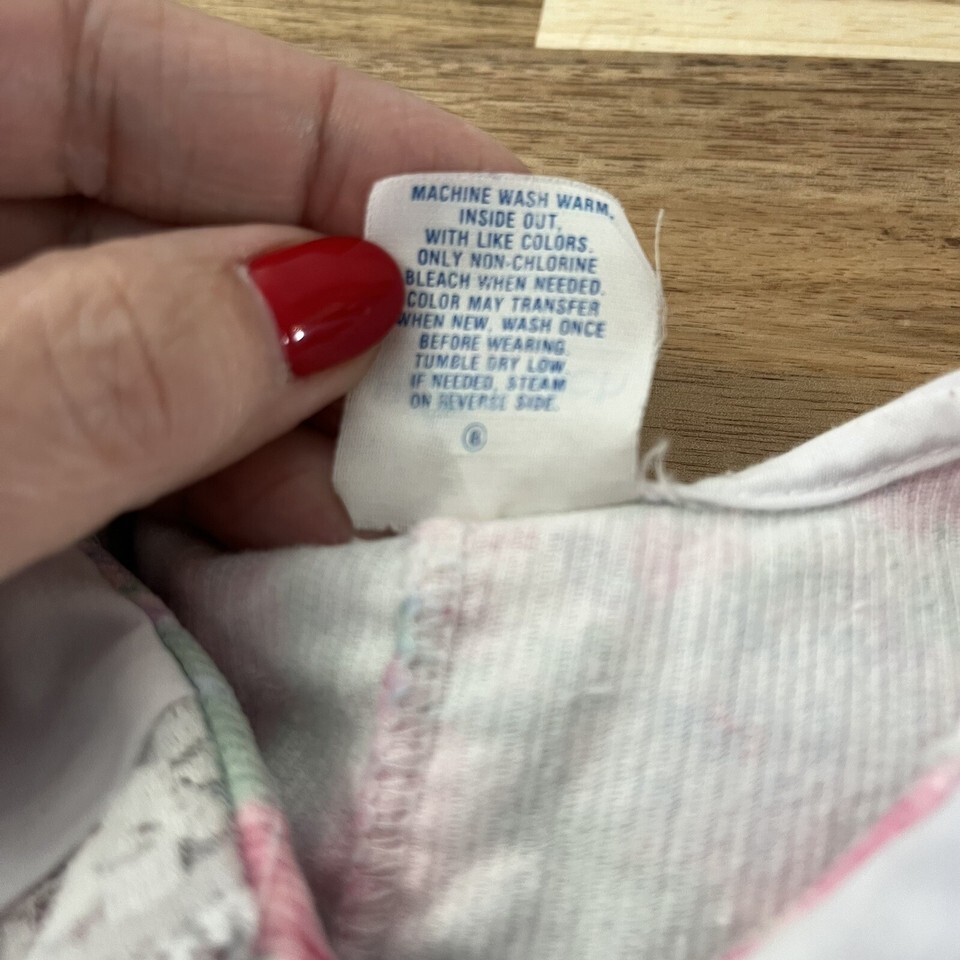 MACHINE WASH WARM,
INSIDE OUT,
WITH LIKE COLORS.
ONLY NON-CHLORINE
BLEACH WHEN NEEDED.
COLOR MAY TRANSFER
WHEN NEW, WASH ONCE
BEFORE WEARING.
TUMBLE DRY LOW.
IF NEEDED, STEAM
ON REVERSE SIDE.